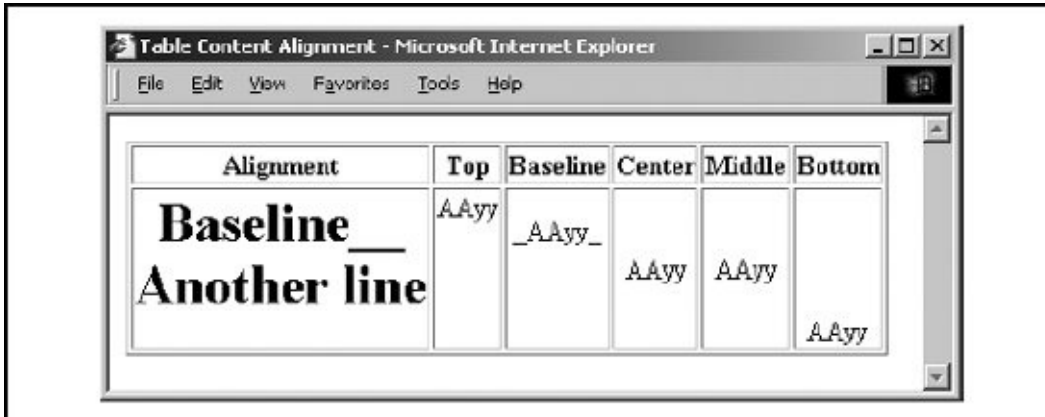 Table Content Alignment - Microsoft Internet Explorer
File Edit View Favorites Tools Help
Alignment Top Baseline Center Middle Bottom
Baseline__ AAyy _AAyy_ AAyy AAyy AAyy
Another line